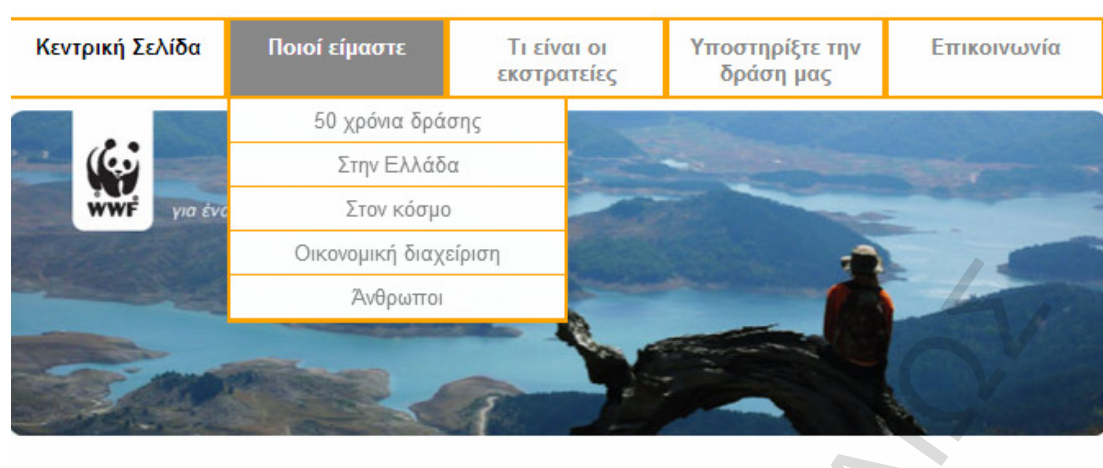 Κεντρική Σελίδα
Ποιοί είμαστε
Τι είναι οι
εκστρατείες
Υποστηρίξτε την
δράση μας
Επικοινωνία
50 χρόνια δράσης
Στην Ελλάδα
Στον κόσμο
Οικονομική διαχείριση
Άνθρωποι
WWF
για ένα